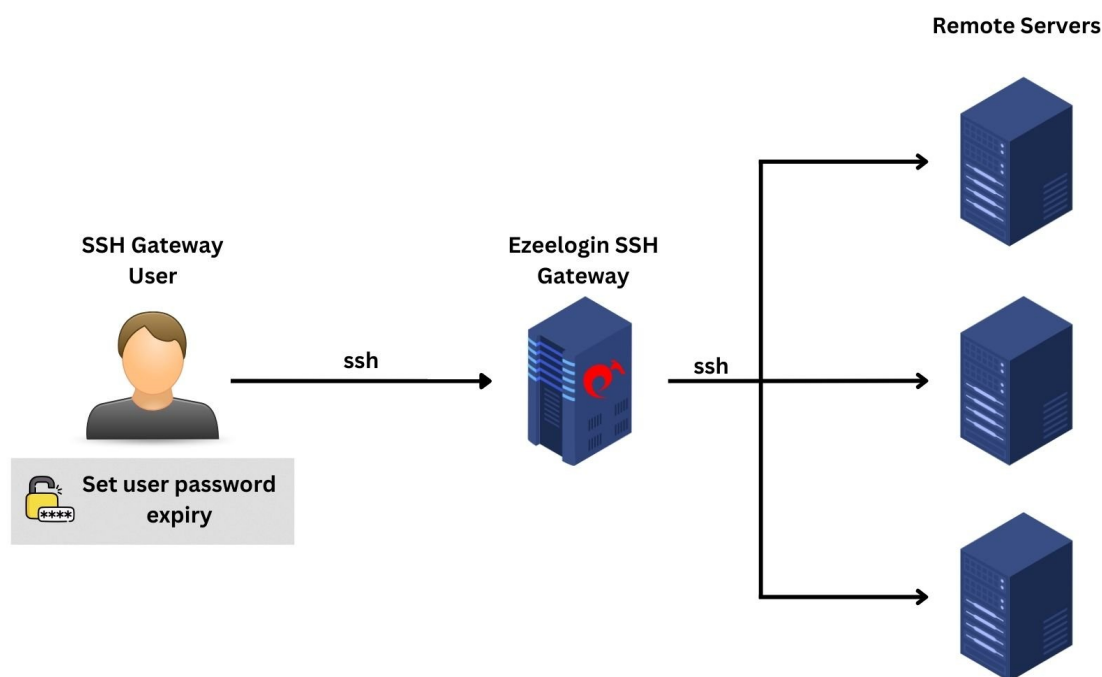 Remote Servers
SSH Gateway
User
Ezeelogin SSH
Gateway
ssh
ssh
Set user password
expiry
****